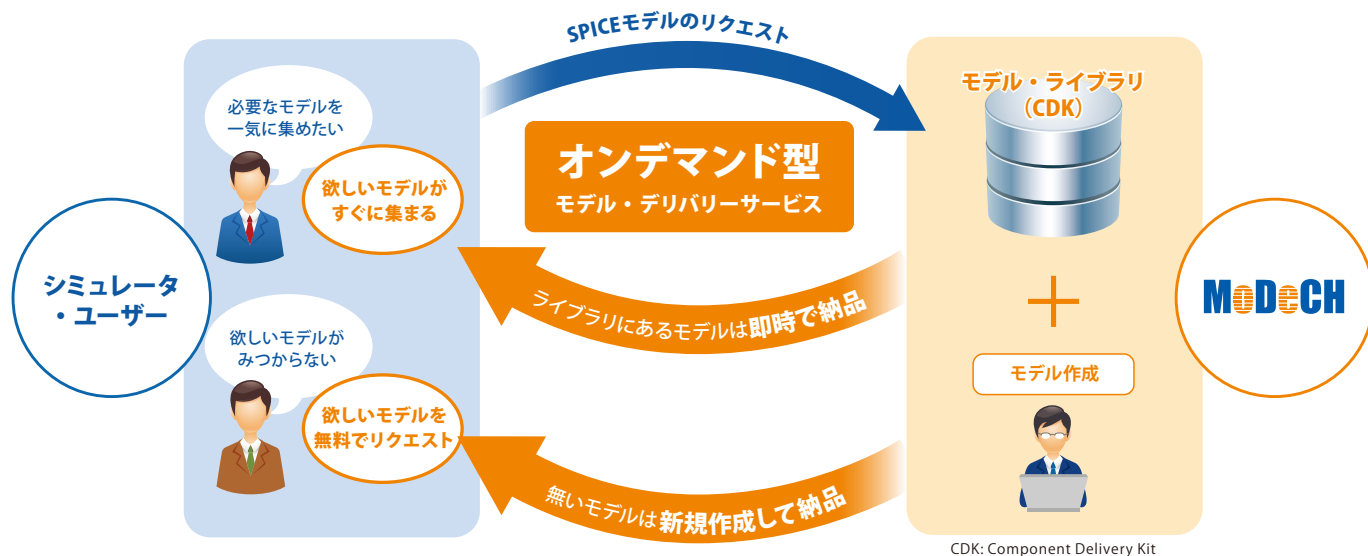 SPICEモデルのリクエスト
必要なモデルを
一気に集めたい
欲しいモデルが
すぐに集まる
オンデマンド型
モデル・デリバリーサービス
モデル・ライブラリ
（CDK）
シミュレータ
・ユーザー
ライブラリにあるモデルは即時で納品
MoDeCH
欲しいモデルが
みつからない
欲しいモデルを
無料でリクエスト
モデル作成
無いモデルは新規作成して納品
CDK: Component Delivery Kit